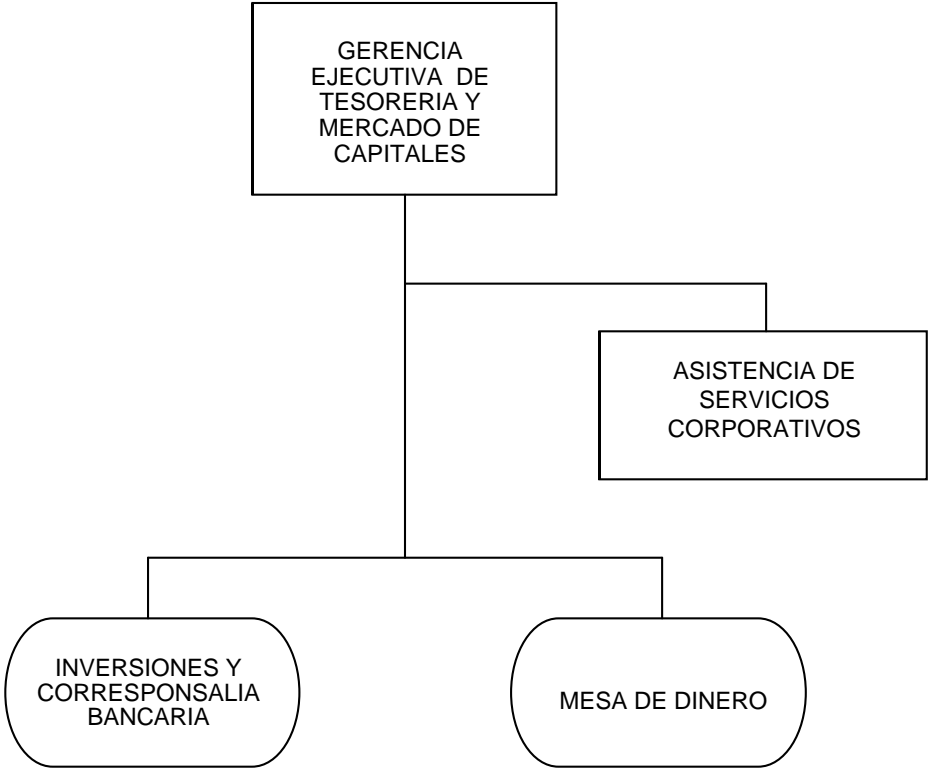 GERENCIA
EJECUTIVA DE
TESORERIA Y
MERCADO DE
CAPITALES
ASISTENCIA DE
SERVICIOS
CORPORATIVOS
INVERSIONES Y
CORRESPONSALIA
BANCARIA
MESA DE DINERO